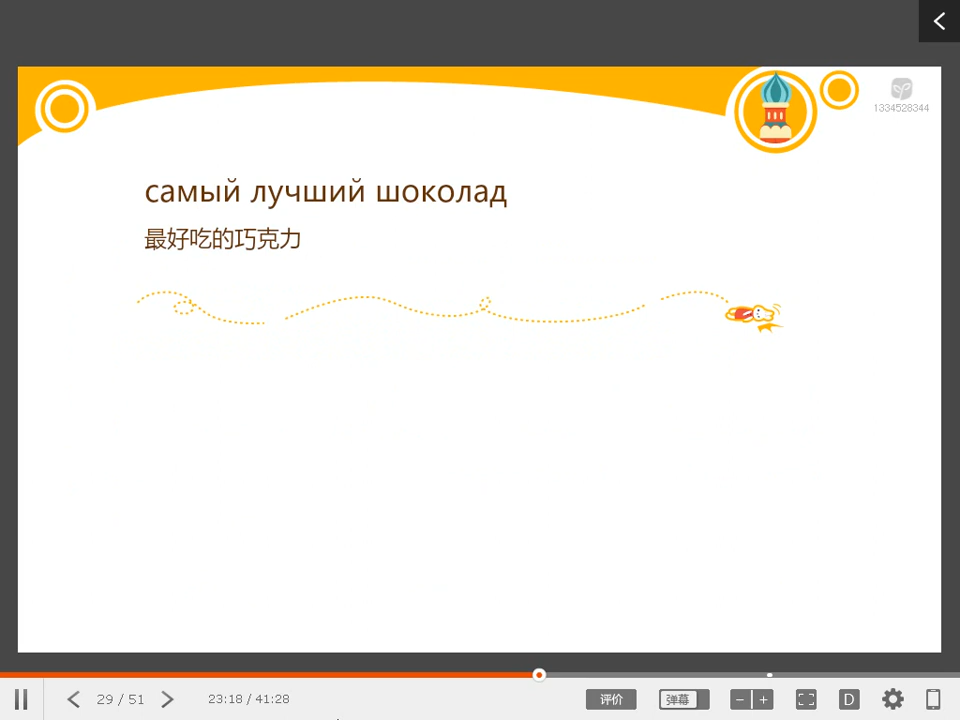 1334528344
самый лучший шоколад
最好吃的巧克力
29 / 51
23:18 / 41:28
评价
弹幕
D